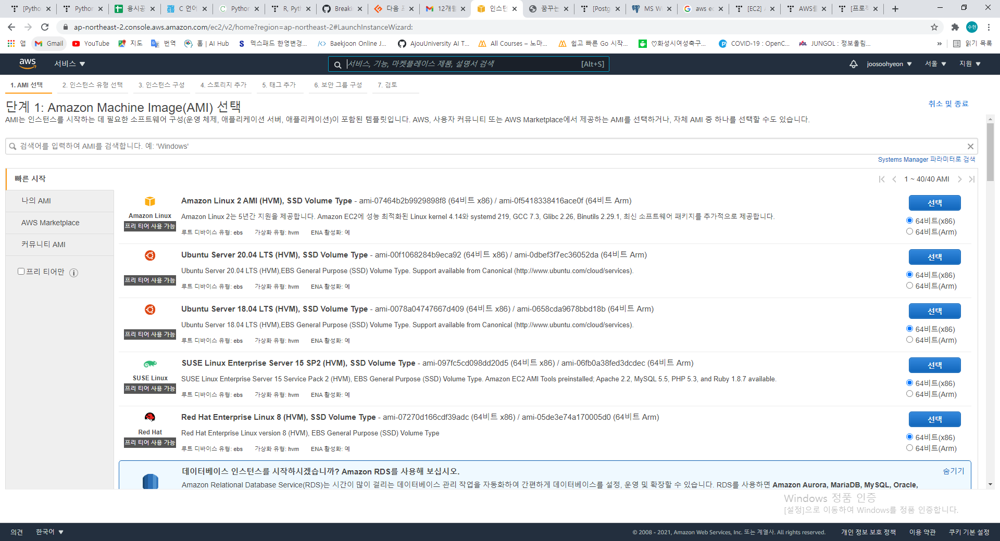 [Pytho
Python
용시공
C 언어
Python
R, Pyth
Breakin
다음 프
12개월
인스턴
꿈꾸는
[Postg
MS W
aws ec
[EC2] A
AWS를
[프로젝
ap-northeast-2.console.aws.amazon.com/ec2/v2/home?region=ap-northeast-2#LaunchInstanceWizard:
수현
앱
Gmail
YouTube
지도
번역
홈 | AI Hub
덱스패드 한영변경...
Baekjoon Online J...
AjouUniversity AI T...
All Courses – 노마...
쉽고 빠른 Go 시작...
♡화성시여성축구...
COVID-19 : OpenC...
JUNGOL : 정보올림...
»
읽기 목록
aws
서비스
서비스, 기능, 마켓플레이스 제품, 설명서 검색
[Alt+S]
joosoohyeon
서울
지원
1. AMI 선택
2. 인스턴스 유형 선택
3. 인스턴스 구성
4. 스토리지 추가
5. 태그 추가
6. 보안 그룹 구성
7. 검토
단계 1: Amazon Machine Image(AMI) 선택
취소 및 종료
AMI는 인스턴스를 시작하는 데 필요한 소프트웨어 구성(운영 체제, 애플리케이션 서버, 애플리케이션)이 포함된 템플릿입니다. AWS, 사용자 커뮤니티 또는 AWS Marketplace에서 제공하는 AMI를 선택하거나, 자체 AMI 중 하나를 선택할 수도 있습니다.
검색어를 입력하여 AMI를 검색합니다. 예: 'Windows'
Systems Manager 파라미터로 검색
빠른 시작
1 ~ 40/40 AMI
나의 AMI
AWS Marketplace
커뮤니티 AMI
프리 티어만
Amazon Linux
프리 티어 사용 가능
Amazon Linux 2 AMI (HVM), SSD Volume Type - ami-07464b2b9929898f8 (64비트 x86) / ami-0f5418338416ace0f (64비트 Arm)
Amazon Linux 2는 5년간 지원을 제공합니다. Amazon EC2에 성능 최적화된 Linux kernel 4.14와 systemd 219, GCC 7.3, Glibc 2.26, Binutils 2.29.1, 최신 소프트웨어 패키지를 추가적으로 제공합니다.
루트 디바이스 유형: ebs 가상화 유형: hvm ENA 활성화: 예
선택
64비트(x86)
64비트(Arm)
프리 티어 사용 가능
Ubuntu Server 20.04 LTS (HVM), SSD Volume Type - ami-00f1068284b9eca92 (64비트 x86) / ami-0dbef3f7ec36052da (64비트 Arm)
Ubuntu Server 20.04 LTS (HVM),EBS General Purpose (SSD) Volume Type. Support available from Canonical (http://www.ubuntu.com/cloud/services).
루트 디바이스 유형: ebs 가상화 유형: hvm ENA 활성화: 예
선택
64비트(x86)
64비트(Arm)
프리 티어 사용 가능
Ubuntu Server 18.04 LTS (HVM), SSD Volume Type - ami-0078a04747667d409 (64비트 x86) / ami-0658cda9678bbd18b (64비트 Arm)
Ubuntu Server 18.04 LTS (HVM),EBS General Purpose (SSD) Volume Type. Support available from Canonical (http://www.ubuntu.com/cloud/services).
루트 디바이스 유형: ebs 가상화 유형: hvm ENA 활성화: 예
선택
64비트(x86)
64비트(Arm)
SUSE Linux
프리 티어 사용 가능
SUSE Linux Enterprise Server 15 SP2 (HVM), SSD Volume Type - ami-097fc5cd098dd20d5 (64비트 x86) / ami-06fb0a38fed3dcdec (64비트 Arm)
SUSE Linux Enterprise Server 15 Service Pack 2 (HVM), EBS General Purpose (SSD) Volume Type. Amazon EC2 AMI Tools preinstalled; Apache 2.2, MySQL 5.5, PHP 5.3, and Ruby 1.8.7 available.
루트 디바이스 유형: ebs 가상화 유형: hvm ENA 활성화: 예
선택
64비트(x86)
64비트(Arm)
Red Hat
프리 티어 사용 가능
Red Hat Enterprise Linux 8 (HVM), SSD Volume Type - ami-07270d166cdf39adc (64비트 x86) / ami-05de3e74a170005d0 (64비트 Arm)
Red Hat Enterprise Linux version 8 (HVM), EBS General Purpose (SSD) Volume Type
루트 디바이스 유형: ebs 가상화 유형: hvm ENA 활성화: 예
선택
64비트(x86)
64비트(Arm)
데이터베이스 인스턴스를 시작하시겠습니까? Amazon RDS를 사용해 보십시오.
숨기기
Amazon Relational Database Service(RDS)는 시간이 많이 걸리는 데이터베이스 관리 작업을 자동화하여 간편하게 데이터베이스를 설정, 운영 및 확장할 수 있습니다. RDS를 사용하면 Amazon Aurora, MariaDB, MySQL, Oracle,
Windows 정품 인증
[설정]으로 이동하여 Windows를 정품 인증합니다.
의견
한국어
© 2008 - 2021, Amazon Web Services, Inc. 또는 계열사. All rights reserved.
개인 정보 보호 정책
이용 약관
쿠키 기본 설정